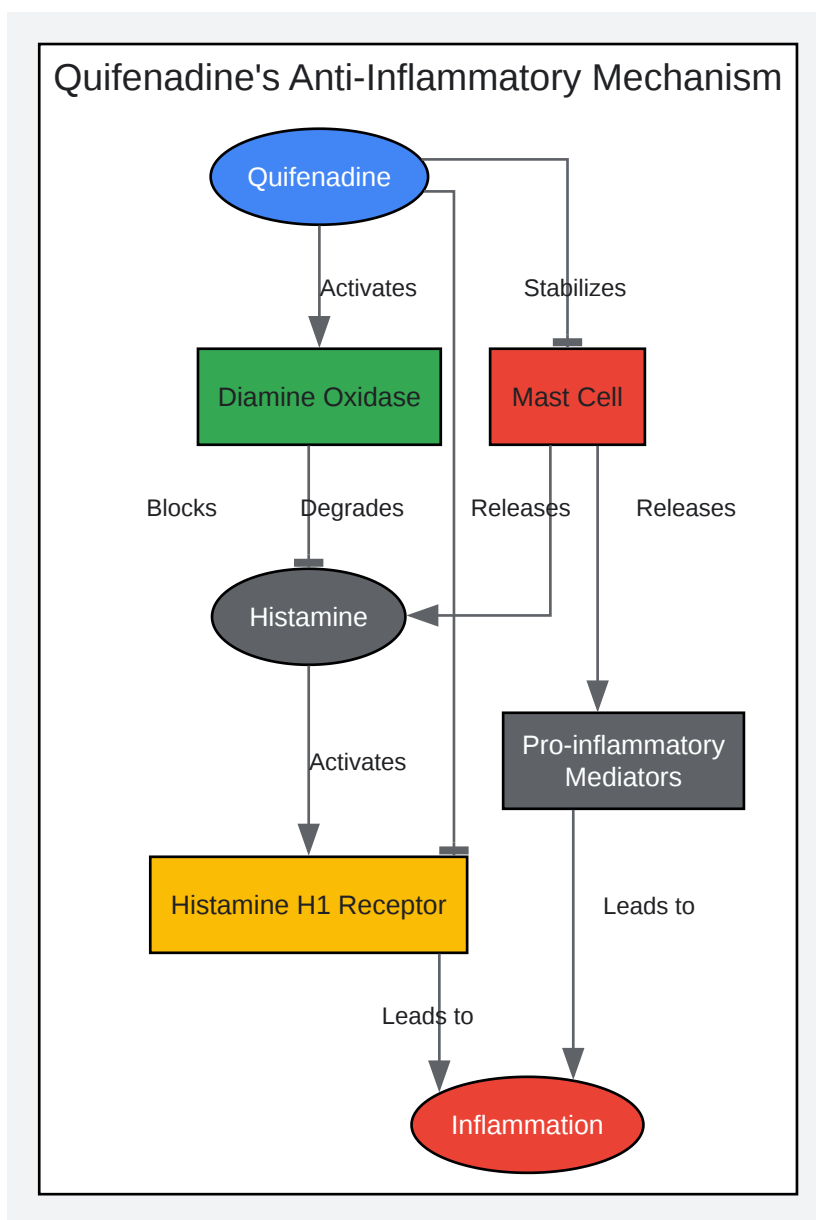 Quifenadine's Anti-Inflammatory Mechanism
Quifenadine
Activates
Stabilizes
Diamine Oxidase
Mast Cell
Blocks
Degrades
Releases
Releases
Histamine
Pro-inflammatory
Mediators
Activates
Histamine H1 Receptor
Leads to
Leads to
Inflammation